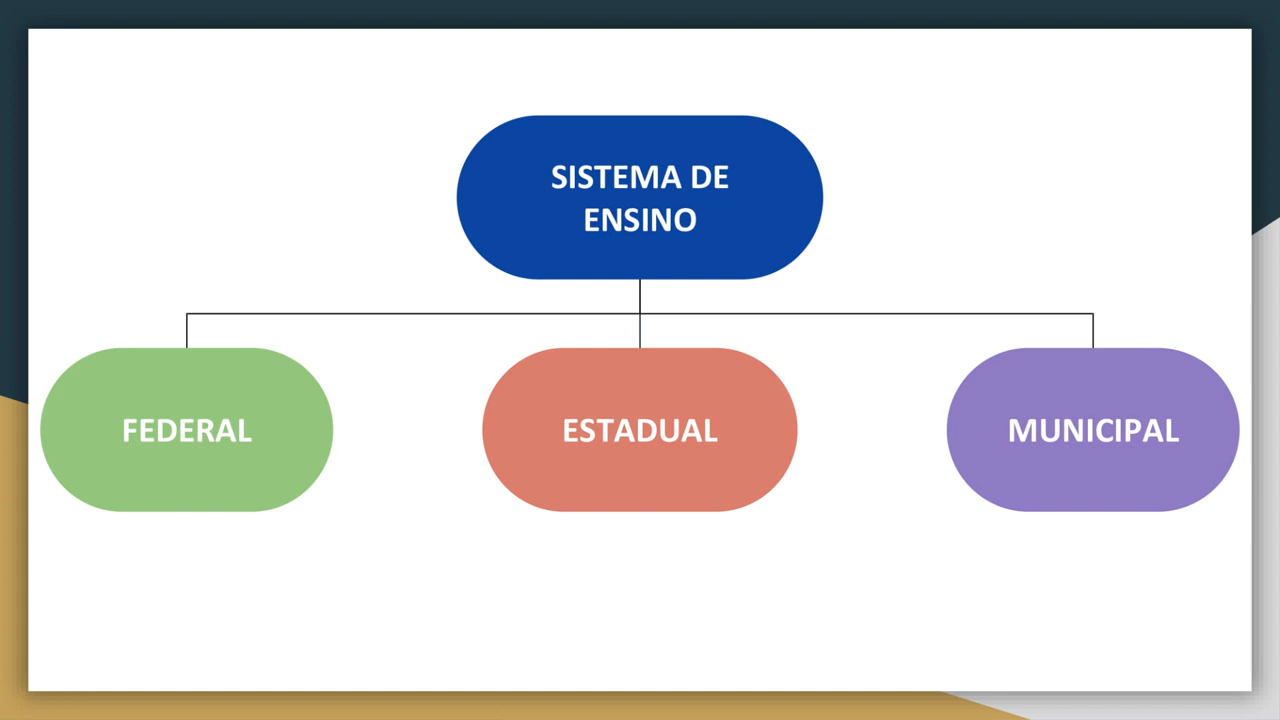 SISTEMA DE
ENSINO
FEDERAL
ESTADUAL
MUNICIPAL